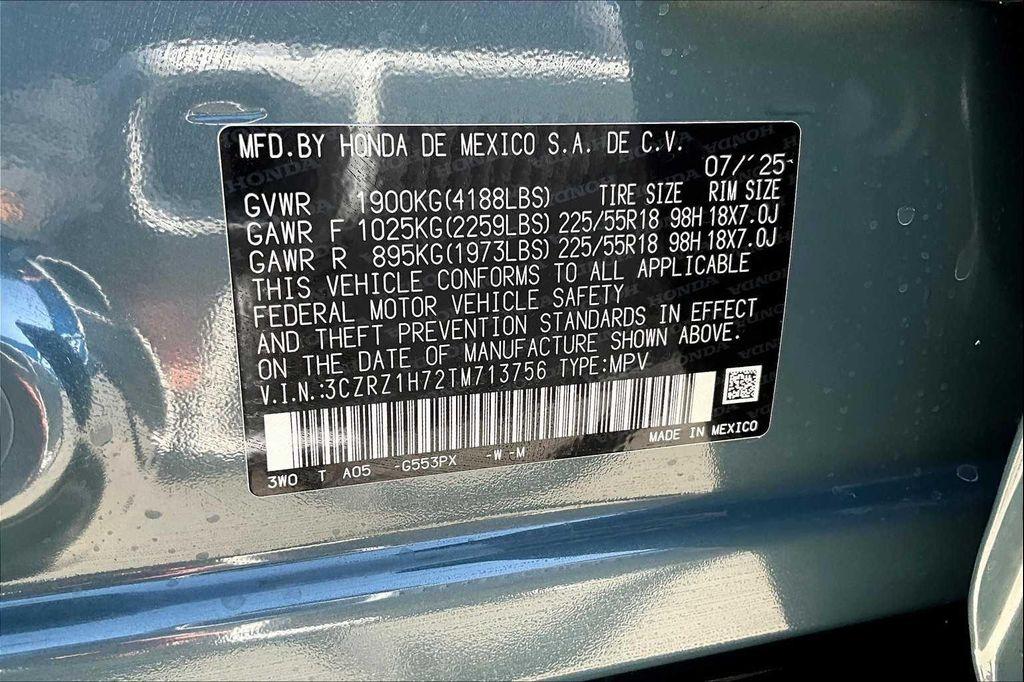 MFD.BY HONDA DE MEXICO S.A. DE C.V.
07/'25
GVWR 1900KG(4188LBS) TIRE SIZE RIM SIZE
GAWR F 1025KG(2259LBS) 225/55R18 98H 18X7.0J
GAWR R 895KG(1973LBS) 225/55R18 98H 18X7.0J
THIS VEHICLE CONFORMS TO ALL APPLICABLE
FEDERAL MOTOR VEHICLE SAFETY
AND THEFT PREVENTION STANDARDS IN EFFECT
ON THE DATE OF MANUFACTURE SHOWN ABOVE.
V.I.N.:3CZRZ1H72TM713756 TYPE:MPV
MADE IN MEXICO
3WO T A05 -G553PX -W -M